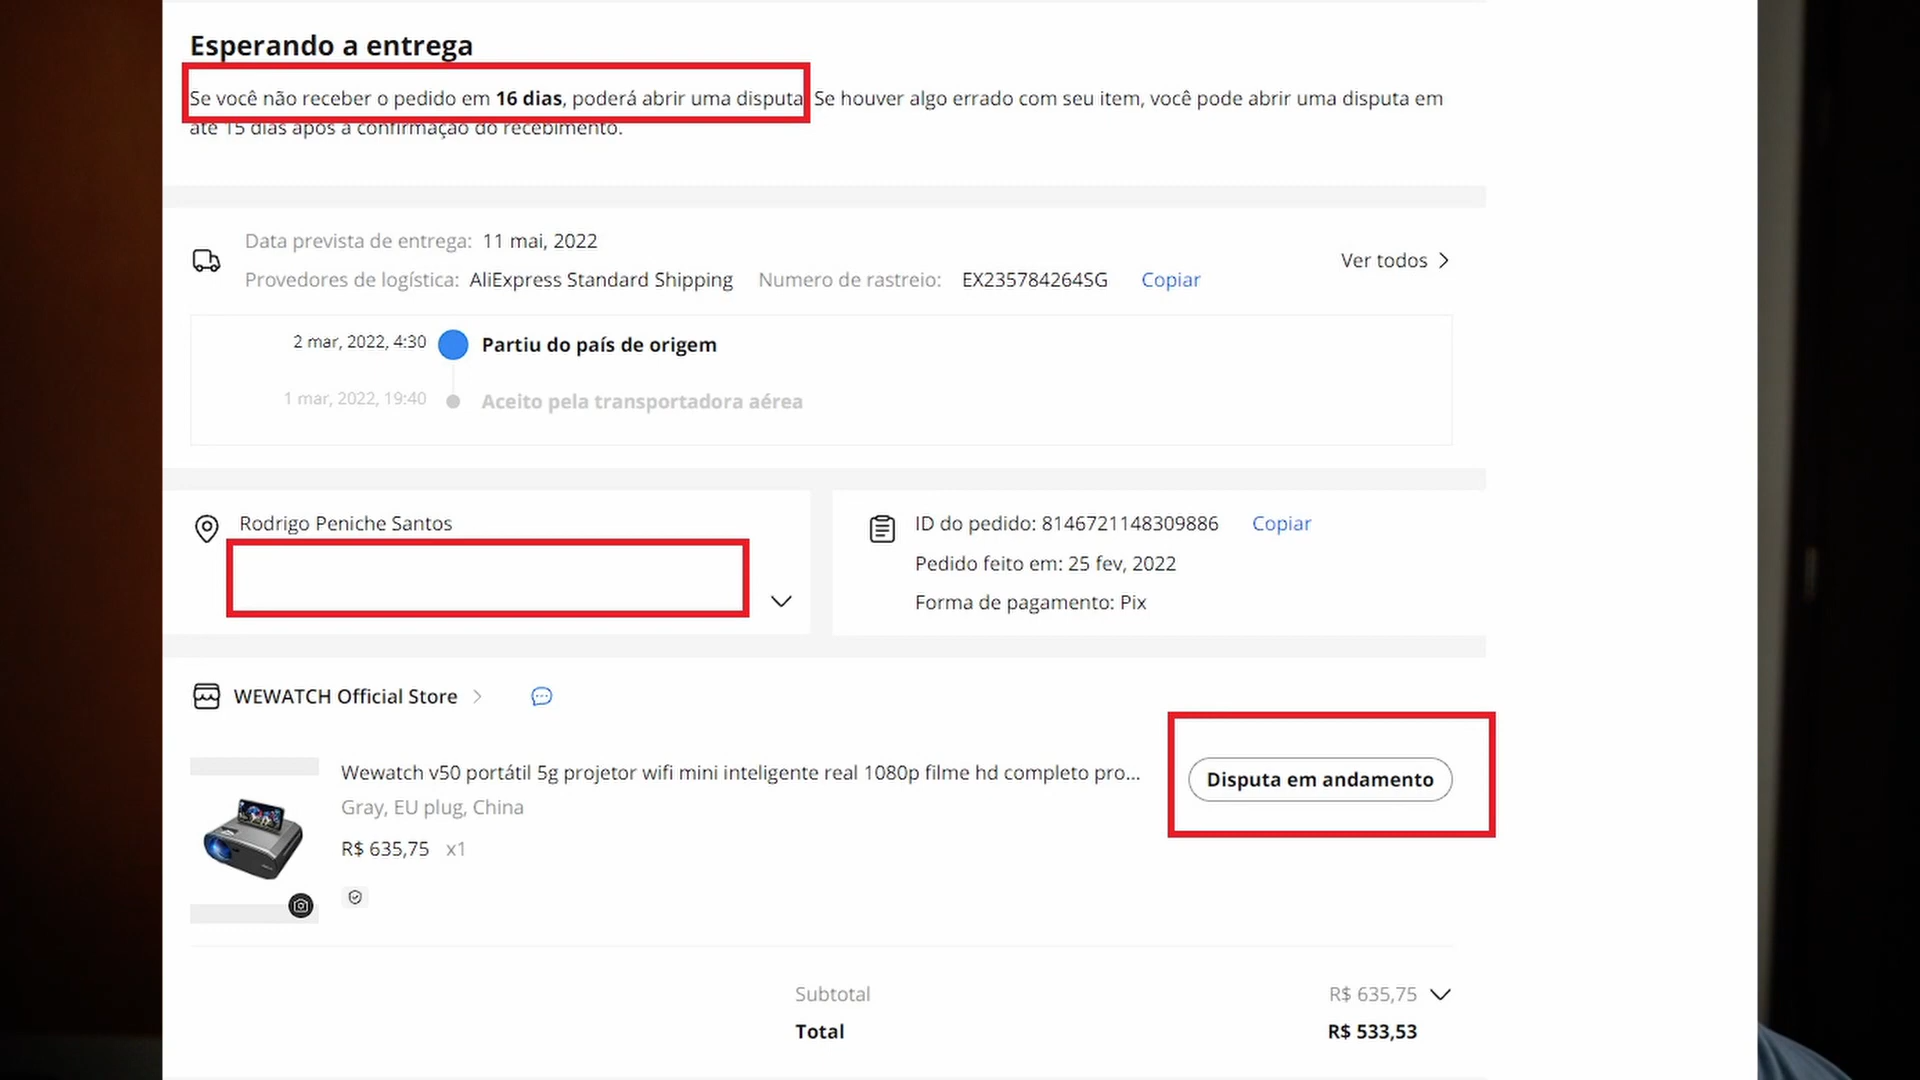 Esperando a entrega
Se você não receber o pedido em 16 dias, poderá abrir uma disputa. Se houver algo errado com seu item, você pode abrir uma disputa em
até 15 dias após a confirmação do recebimento.
Data prevista de entrega: 11 mai, 2022
Provedores de logística: AliExpress Standard Shipping Numero de rastreio: EX235784264SG Copiar
Ver todos
2 mar, 2022, 4:30 Partiu do país de origem
1 mar, 2022, 19:40 Aceito pela transportadora aérea
Rodrigo Peniche Santos
ID do pedido: 8146721148309886 Copiar
Pedido feito em: 25 fev, 2022
Forma de pagamento: Pix
WEWATCH Official Store
Wewatch v50 portátil 5g projetor wifi mini inteligente real 1080p filme hd completo pro...
Gray, EU plug, China
R$ 635,75 x1
Disputa em andamento
Subtotal R$ 635,75
Total R$ 533,53